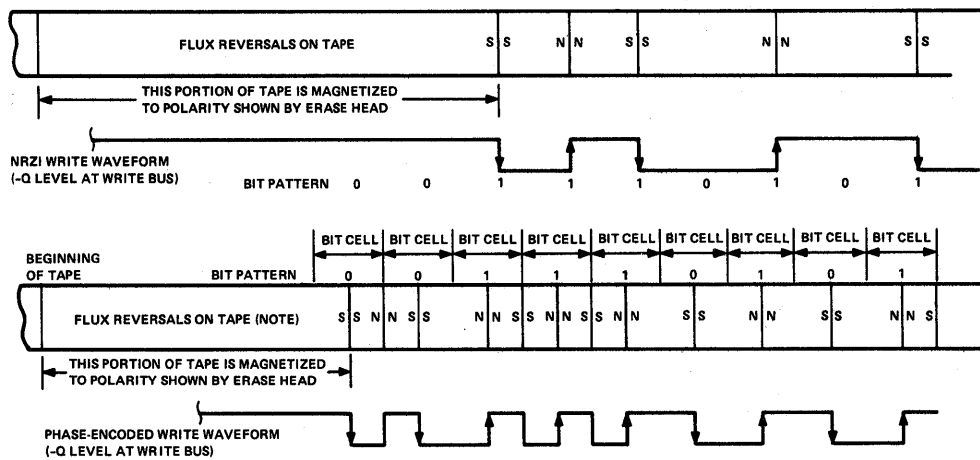 FLUX REVERSALS ON TAPE S S N N S S N N S S
THIS PORTION OF TAPE IS MAGNETIZED
TO POLARITY SHOWN BY ERASE HEAD
NRZI WRITE WAVEFORM
(-Q LEVEL AT WRITE BUS)
BIT PATTERN 0 0 1 1 1 0 1 0 1
BIT CELL BIT CELL BIT CELL BIT CELL BIT CELL BIT CELL BIT CELL BIT CELL BIT CELL
BEGINNING
OF TAPE
BIT PATTERN 0 0 1 1 1 0 1 0 1
FLUX REVERSALS ON TAPE (NOTE) S S N N S S N N S S N N S S N N S S N N S S N N S
THIS PORTION OF TAPE IS MAGNETIZED
TO POLARITY SHOWN BY ERASE HEAD
PHASE-ENCODED WRITE WAVEFORM
(-Q LEVEL AT WRITE BUS)